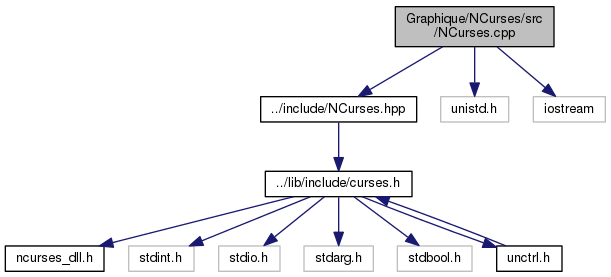 Graphique/NCurses/src
/NCurses.cpp
../include/NCurses.hpp
unistd.h
iostream
../lib/include/curses.h
ncurses_dll.h
stdint.h
stdio.h
stdarg.h
stdbool.h
unctrl.h